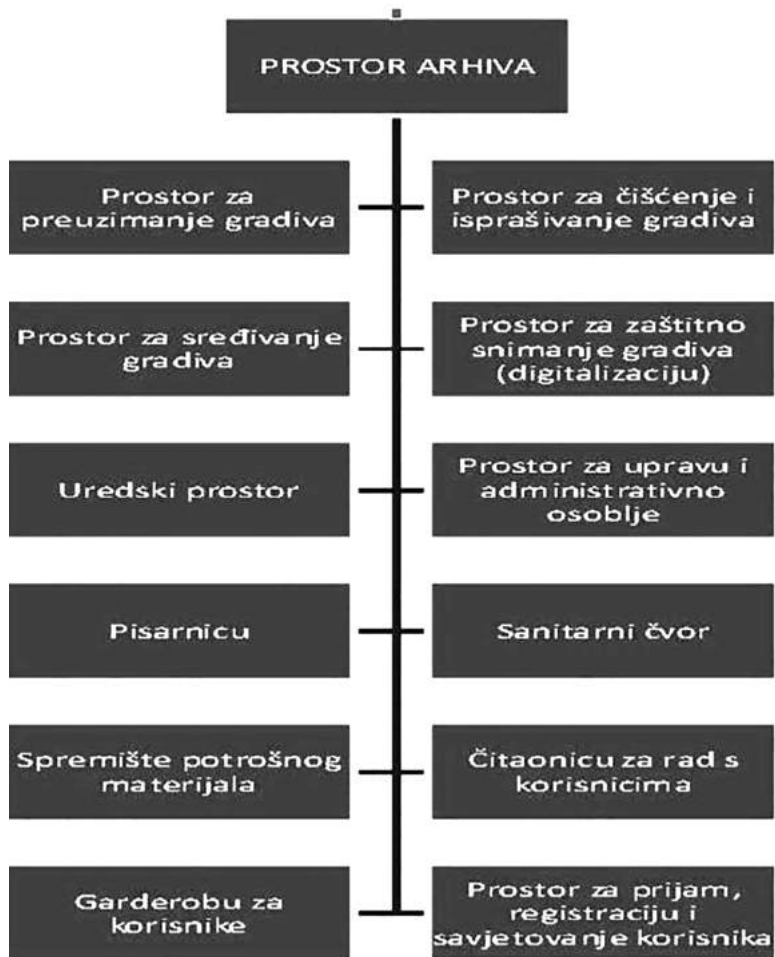 PROSTOR ARHIVA
Prostor za
preuzimanje gradiva
Prostor za čišćenje i
isprašivanje gradiva
Prostor za sređivanje
gradiva
Prostor za zaštitno
snimanje gradiva
(digitalizaciju)
Uredski prostor
Prostor za upravu i
administrativno
osoblje
Pisarnicu
Sanitarni čvor
Spremište potrošnog
materijala
Čitaonicu za rad s
korisnicima
Garderobu za
korisnike
Prostor za prijam,
registraciju i
savjetovanje korisnika